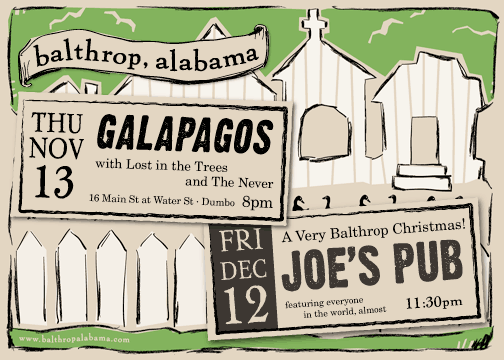 balthrop, alabama
THU
NOV
13
GALAPAGOS
with Lost in the Trees
and The Never
16 Main St at Water St · Dumbo 8pm
FRI
DEC
12
A Very Balthrop Christmas!
JOE'S PUB
featuring everyone
in the world, almost
11:30pm
www.balthropalabama.com